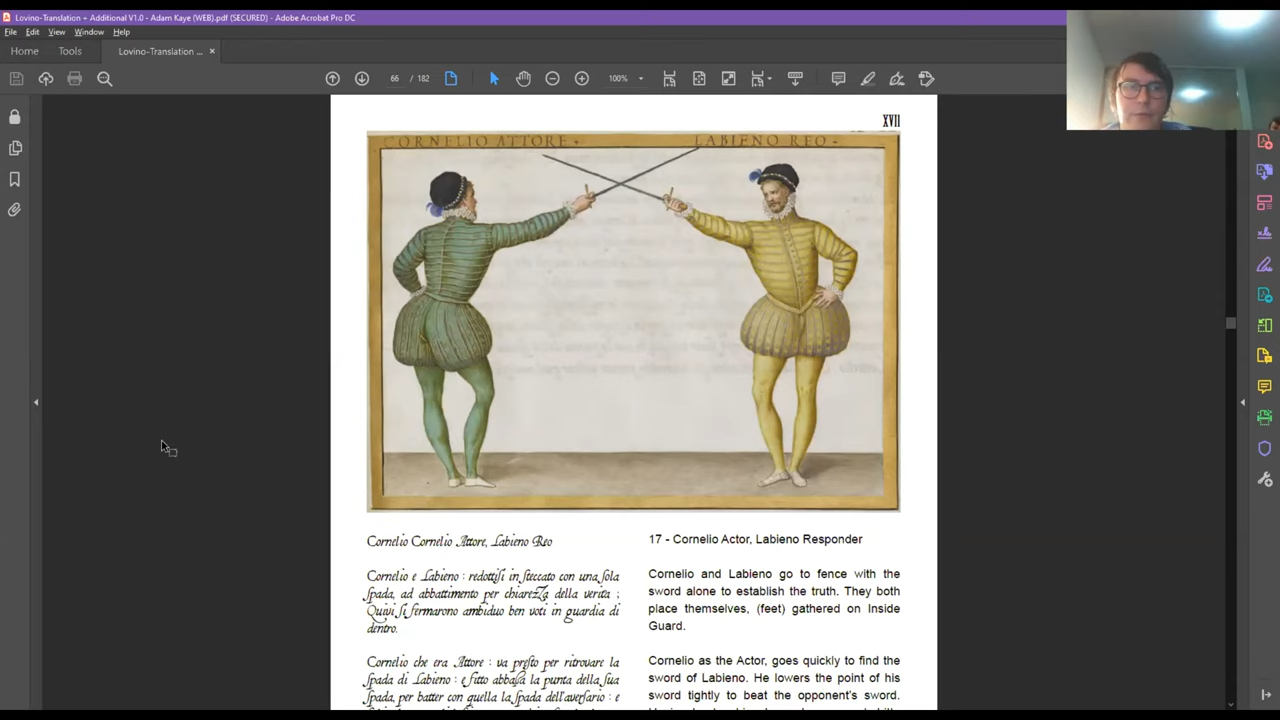 Lovino-Translation + Additional V1.0 - Adam Kaye (WEB).pdf (SECURED) - Adobe Acrobat Pro DC
File Edit View Window Help
Home Tools Lovino-Translation ... ×
66 / 182 100%
XVII
CORNELIO ATTORE · LABIENO REO ·
Cornelio Cornelio Attore, Labieno Reo
Cornelio e Labieno : redottisi in steccato con una sola
spada, ad abbattimento per chiarezza della verita ;
Quivi si fermarono ambiduo ben voti in guardia di
dentro.
Cornelio che era Attore : va presto per ritrovare la
spada di Labieno : e fitto abbassa la punta della sua
spada, per batter con quella la spada dell'aversario : e
17 - Cornelio Actor, Labieno Responder
Cornelio and Labieno go to fence with the
sword alone to establish the truth. They both
place themselves, (feet) gathered on Inside
Guard.
Cornelio as the Actor, goes quickly to find the
sword of Labieno. He lowers the point of his
sword tightly to beat the opponent's sword.